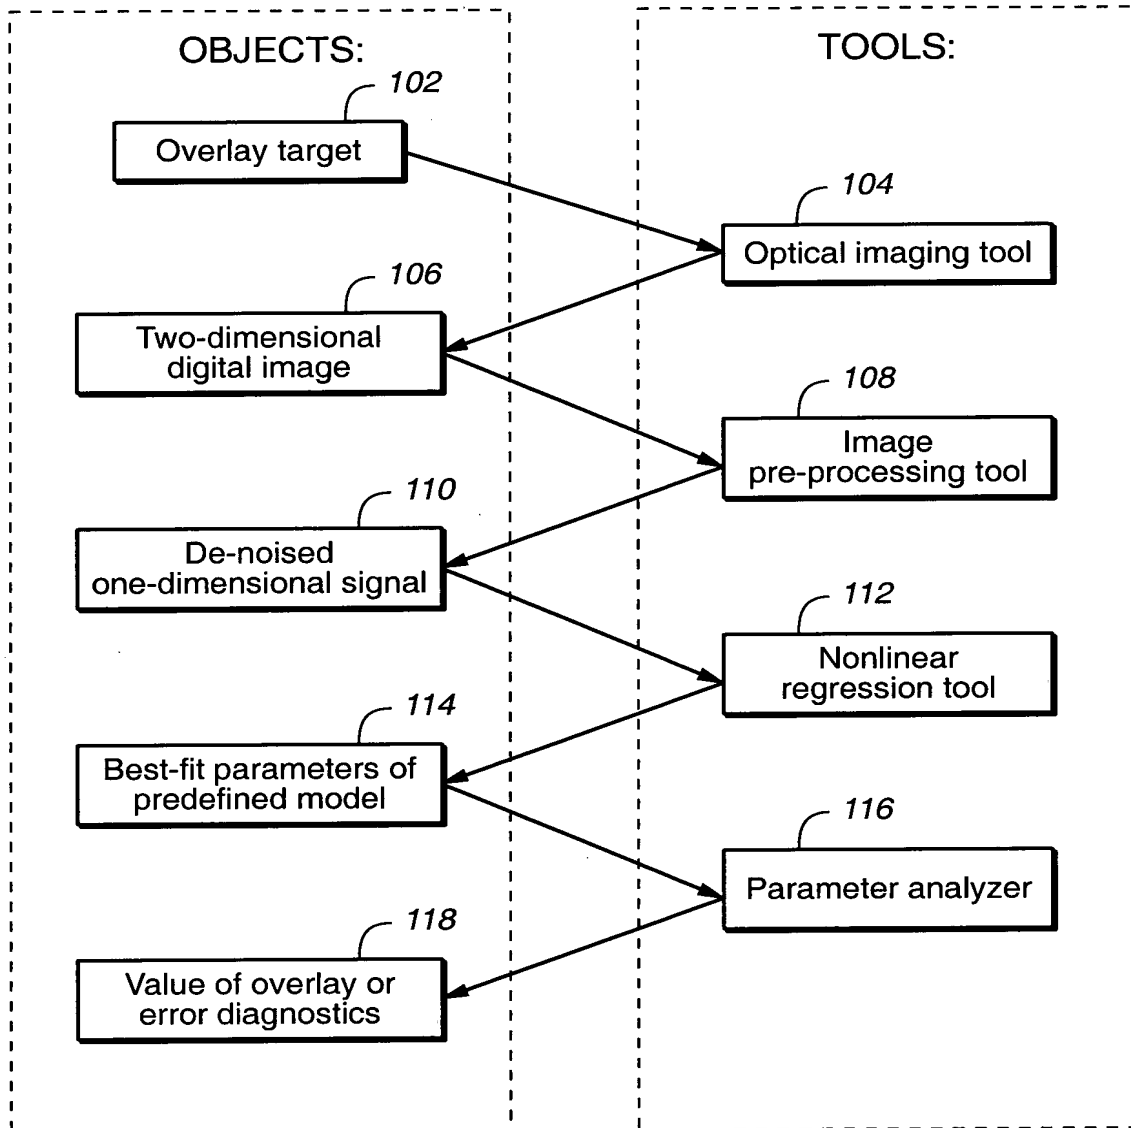 OBJECTS:
TOOLS:
102
Overlay target
104
Optical imaging tool
106
Two-dimensional
digital image
108
Image
pre-processing tool
110
De-noised
one-dimensional signal
112
Nonlinear
regression tool
114
Best-fit parameters of
predefined model
116
Parameter analyzer
118
Value of overlay or
error diagnostics